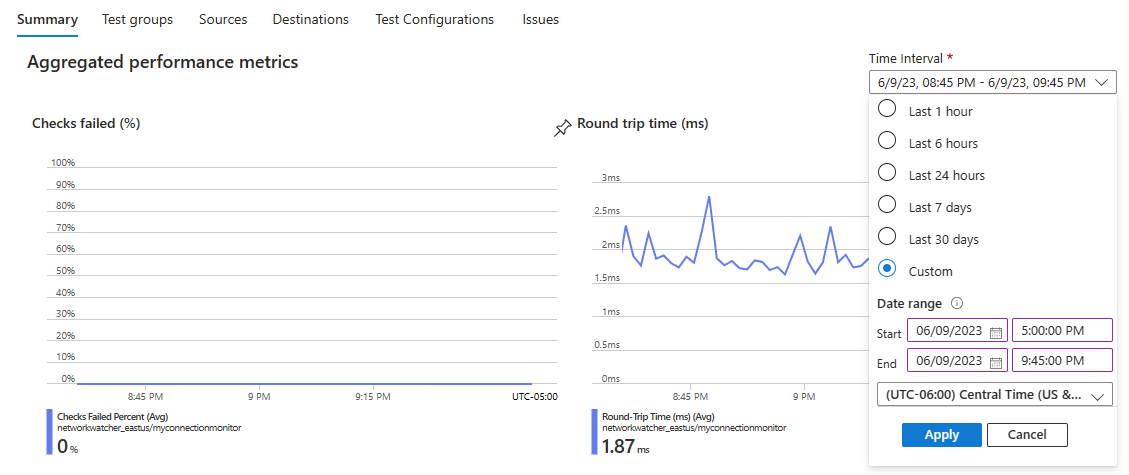 Summary Test groups Sources Destinations Test Configurations Issues
Aggregated performance metrics
Time Interval *
6/9/23, 08:45 PM - 6/9/23, 09:45 PM
Last 1 hour
Last 6 hours
Last 24 hours
Last 7 days
Last 30 days
Custom
Date range
Start 06/09/2023 5:00:00 PM
End 06/09/2023 9:45:00 PM
(UTC-06:00) Central Time (US &...
Apply Cancel
Checks failed (%)
100%
90%
80%
70%
60%
50%
40%
30%
20%
10%
0%
8:45 PM 9 PM 9:15 PM UTC-05:00
Checks Failed Percent (Avg)
networkwatcher_eastus/myconnectionmonitor
0 %
Round trip time (ms)
3ms
2.5ms
2ms
1.5ms
1ms
0.5ms
0ms
8:45 PM 9 PM
Round-Trip Time (ms) (Avg)
networkwatcher_eastus/myconnectionmonitor
1.87 ms